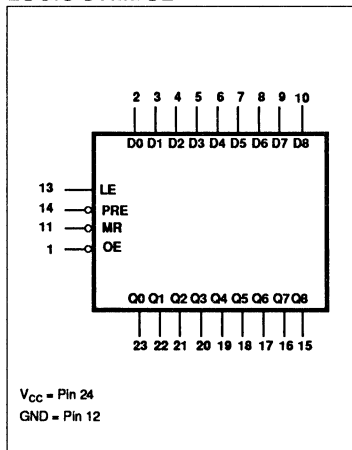 2 3 4 5 6 7 8 9 10
D0 D1 D2 D3 D4 D5 D6 D7 D8
13 LE
14 PRE
11 MR
1 OE
Q0 Q1 Q2 Q3 Q4 Q5 Q6 Q7 Q8
23 22 21 20 19 18 17 16 15
VCC = Pin 24
GND = Pin 12